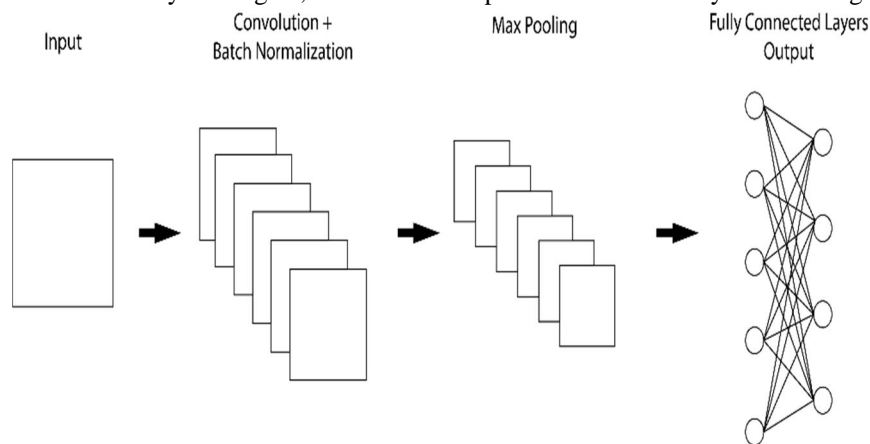 Input
Convolution +
Batch Normalization
Max Pooling
Fully Connected Layers
Output